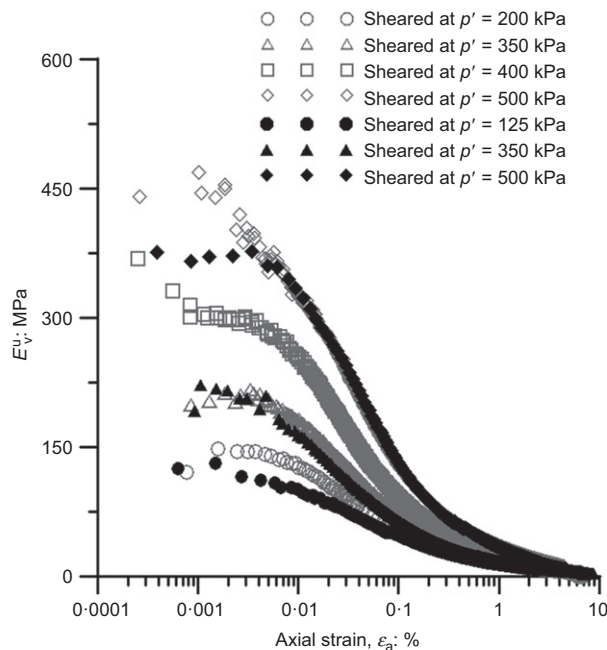 Sheared at p′ = 200 kPa
Sheared at p′ = 350 kPa
Sheared at p′ = 400 kPa
Sheared at p′ = 500 kPa
Sheared at p′ = 125 kPa
Sheared at p′ = 350 kPa
Sheared at p′ = 500 kPa
600
450
300
150
0
E^u_v: MPa
0·0001 0·001 0·01 0·1 1 10
Axial strain, ε_a: %